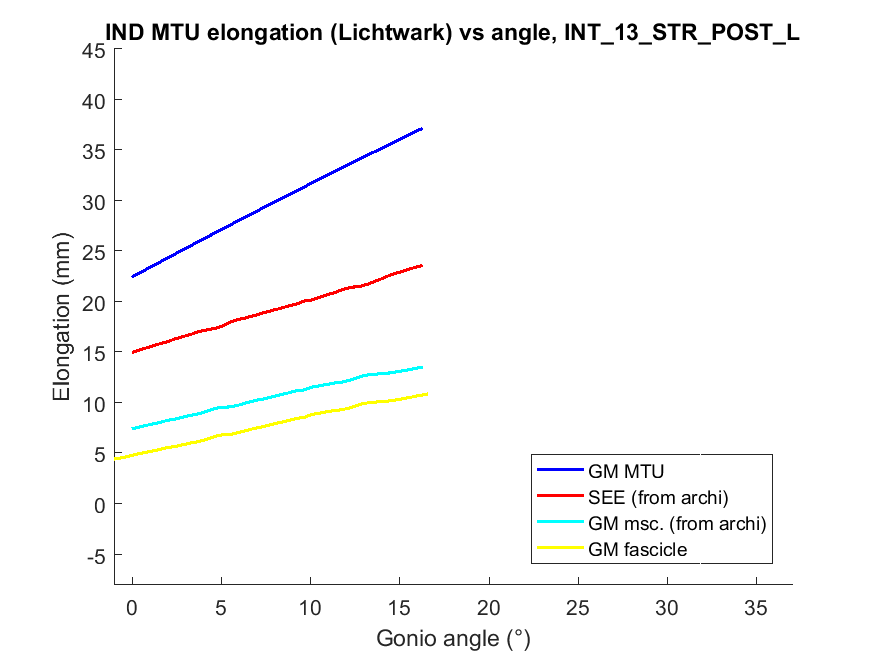 IND MTU elongation (Lichtwark) vs angle, INT_13_STR_POST_L
45
40
35
30
25
20
15
10
5
0
-5
Elongation (mm)
0 5 10 15 20 25 30 35
Gonio angle (°)
GM MTU
SEE (from archi)
GM msc. (from archi)
GM fascicle